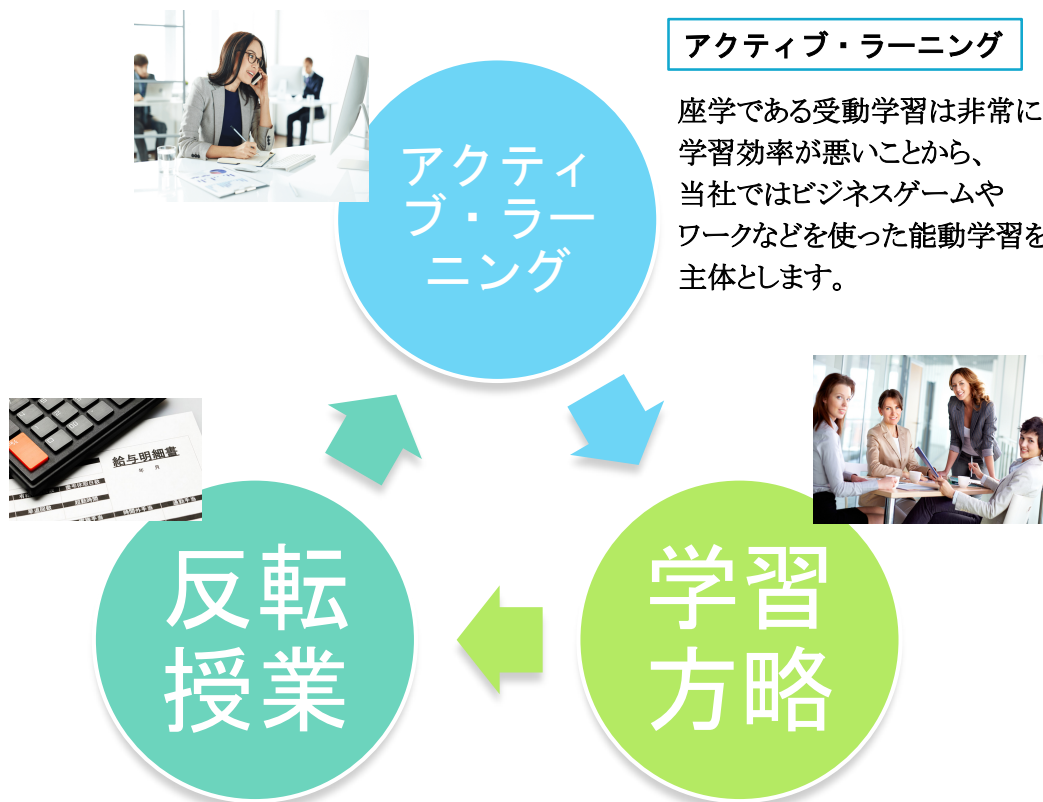 アクティブ・ラーニング
座学である受動学習は非常に
学習効率が悪いことから、
当社ではビジネスゲームや
ワークなどを使った能動学習を
主体とします。
アクティ
ブ・ラー
ニング
給与明細書
年 月
反転
授業
学習
方略